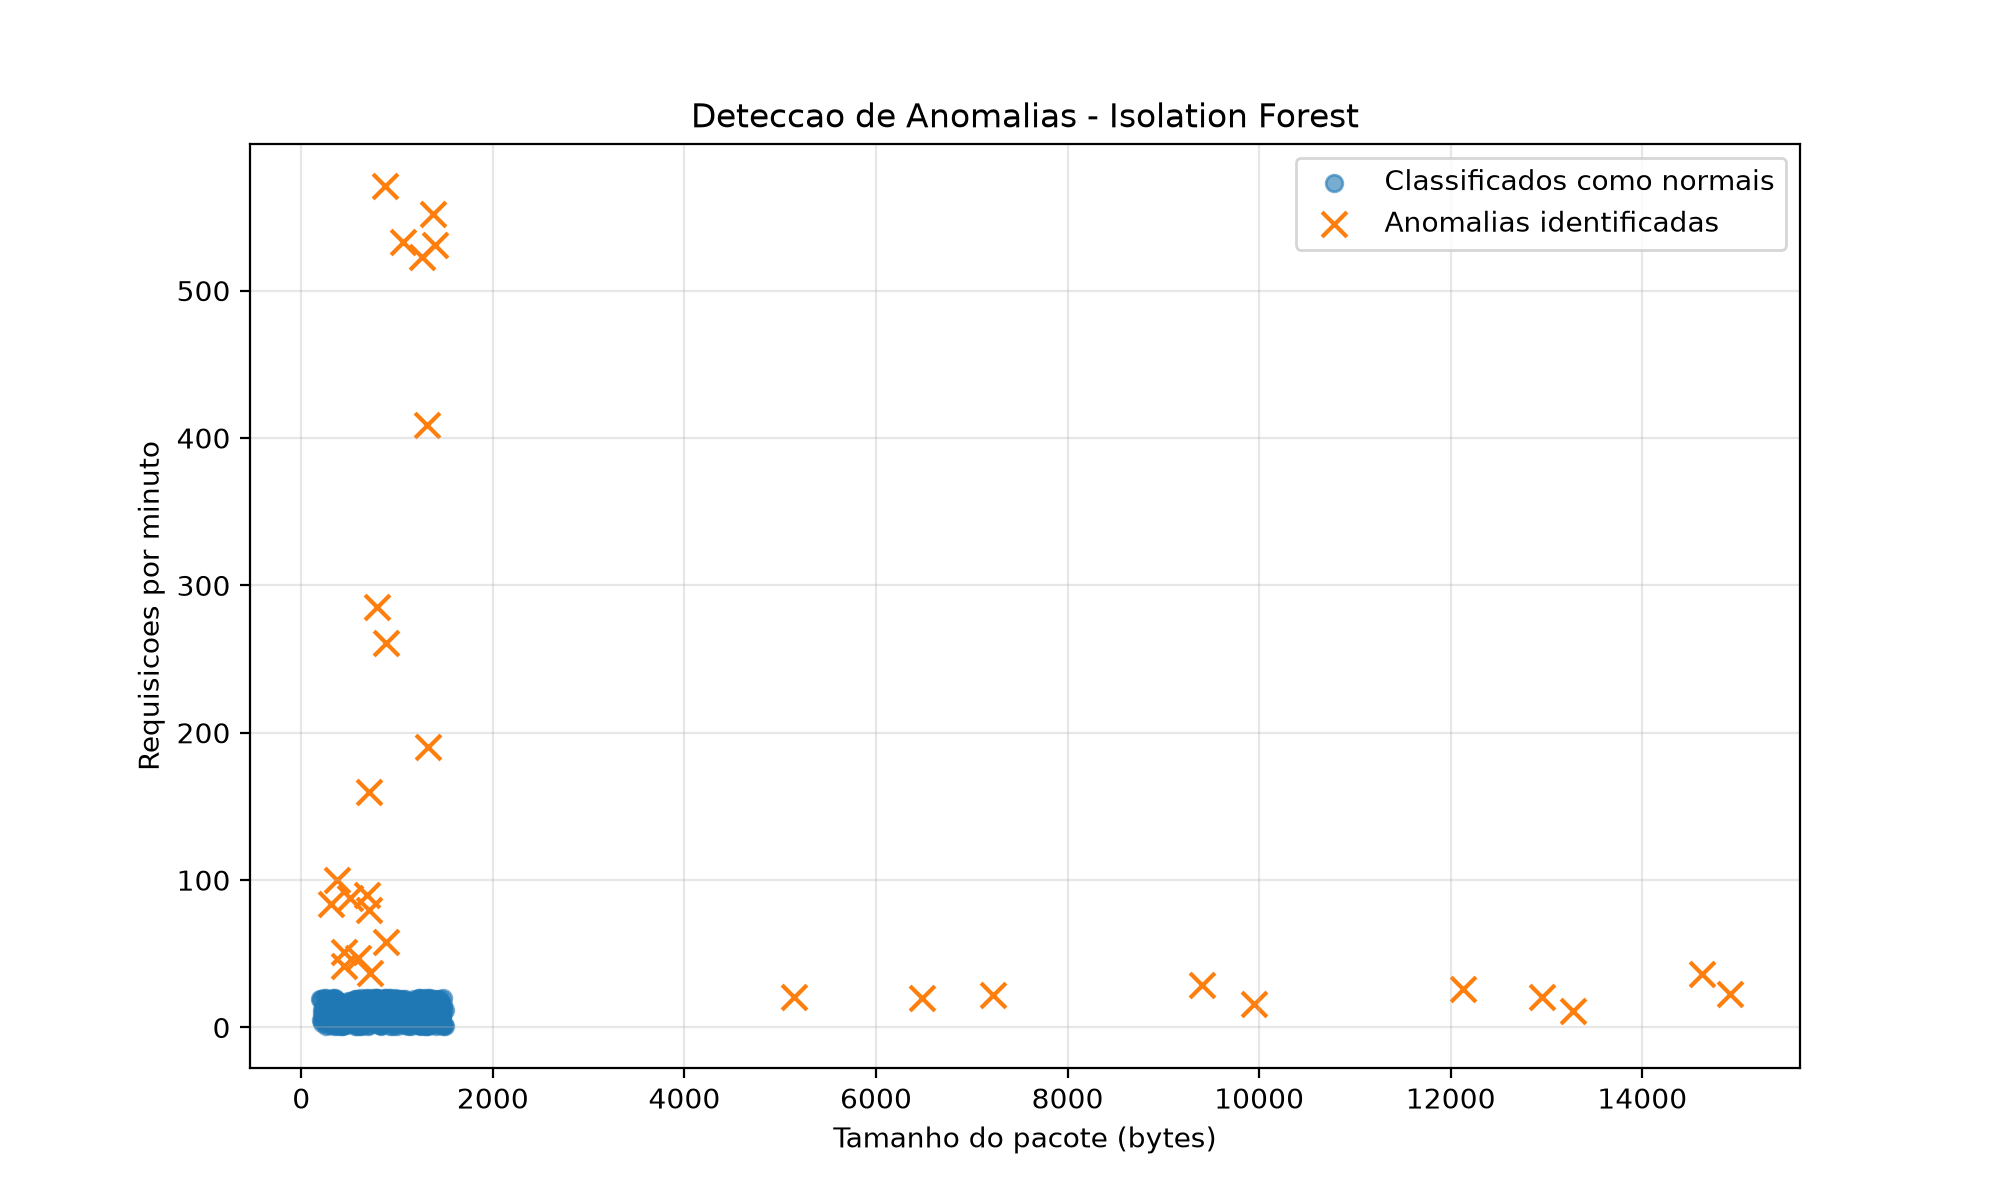 Deteccao de Anomalias - Isolation Forest
Classificados como normais
Anomalias identificadas
Requisicoes por minuto
500
400
300
200
100
0
0 2000 4000 6000 8000 10000 12000 14000
Tamanho do pacote (bytes)